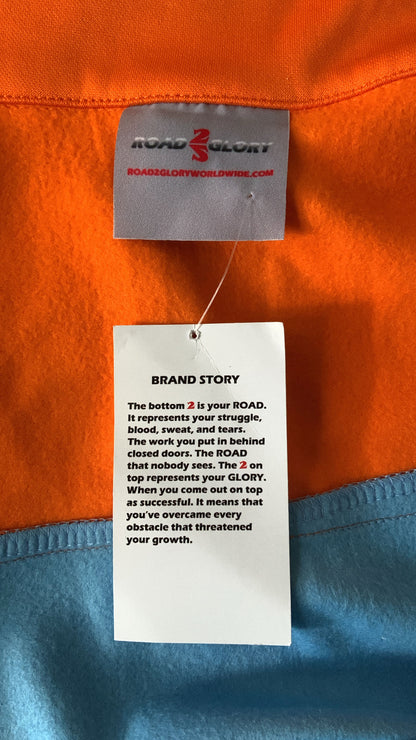 ROAD 2 GLORY
ROAD2GLORYWORLDWIDE.COM
BRAND STORY
The bottom 2 is your ROAD.
It represents your struggle,
blood, sweat, and tears.
The work you put in behind
closed doors. The ROAD
that nobody sees. The 2 on
top represents your GLORY.
When you come out on top
as successful. It means that
you've overcame every
obstacle that threatened
your growth.